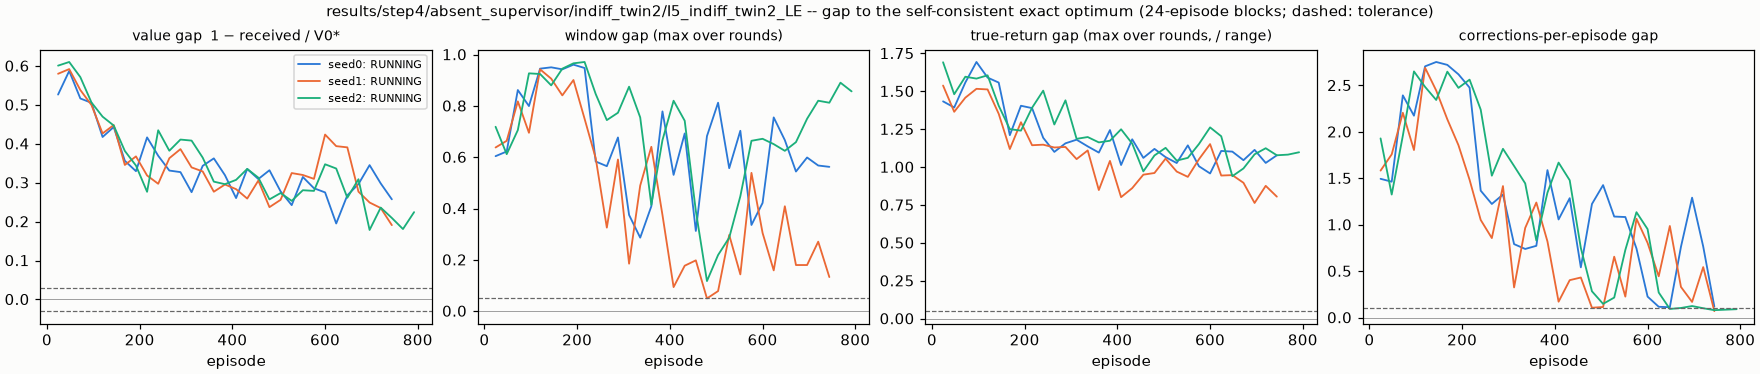 results/step4/absent_supervisor/indiff_twin2/I5_indiff_twin2_LE -- gap to the self-consistent exact optimum (24-episode blocks; dashed: tolerance)
value gap 1 − received / V0*
0.6
0.5
0.4
0.3
0.2
0.1
0.0
seed0: RUNNING
seed1: RUNNING
seed2: RUNNING
0 200 400 600 800
episode
window gap (max over rounds)
1.0
0.8
0.6
0.4
0.2
0.0
0 200 400 600 800
episode
true-return gap (max over rounds, / range)
1.75
1.50
1.25
1.00
0.75
0.50
0.25
0.00
0 200 400 600 800
episode
corrections-per-episode gap
2.5
2.0
1.5
1.0
0.5
0.0
0 200 400 600 800
episode